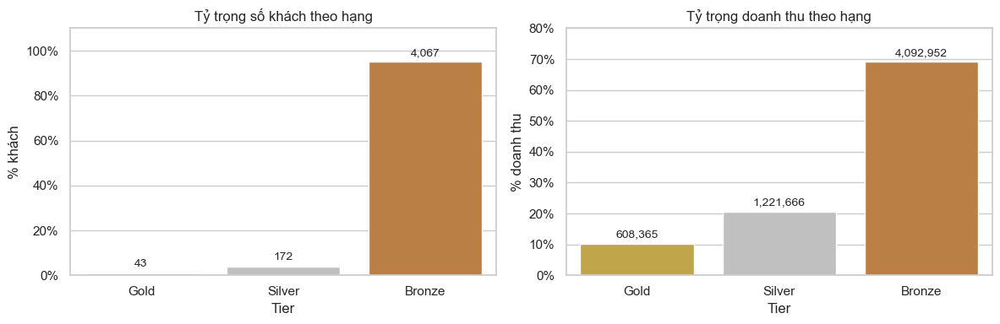 Tỷ trọng số khách theo hạng
100%
80%
60%
40%
20%
0%
% khách
43
172
4,067
Gold
Silver
Bronze
Tier
Tỷ trọng doanh thu theo hạng
80%
70%
60%
50%
40%
30%
20%
10%
0%
% doanh thu
608,365
1,221,666
4,092,952
Gold
Silver
Bronze
Tier